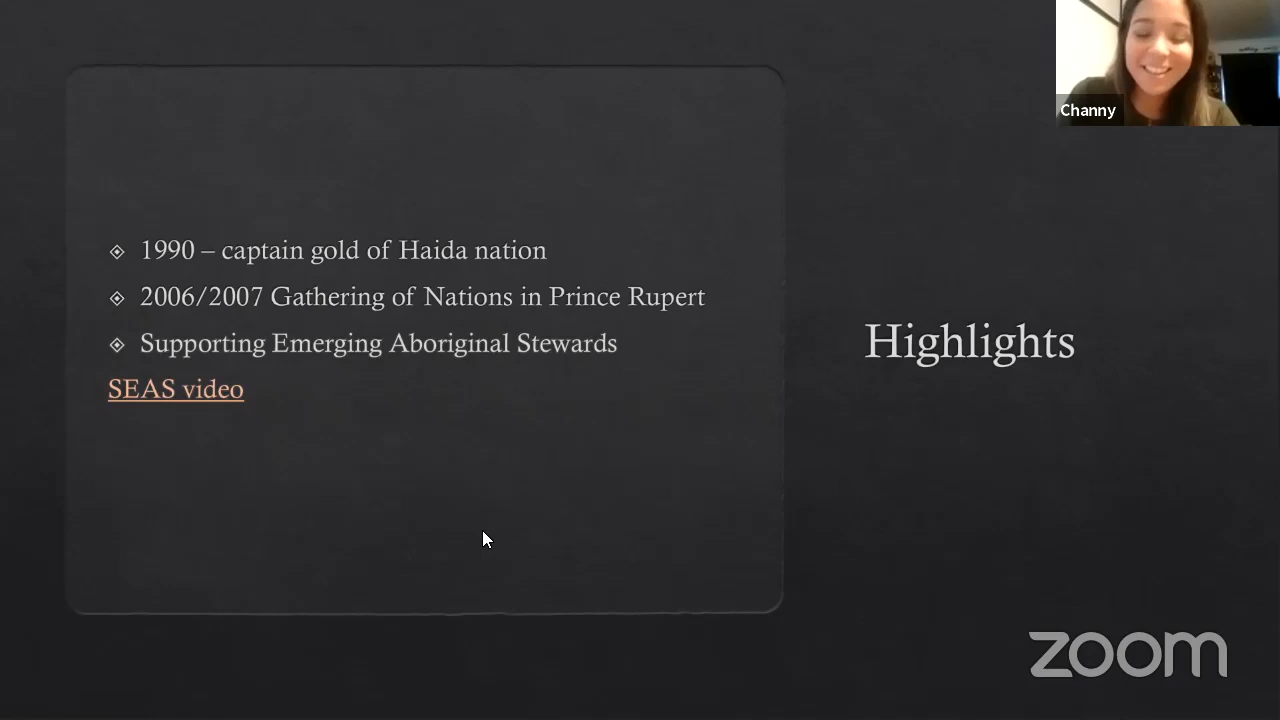 Channy
1990 – captain gold of Haida nation
2006/2007 Gathering of Nations in Prince Rupert
Supporting Emerging Aboriginal Stewards
SEAS video
Highlights
zoom